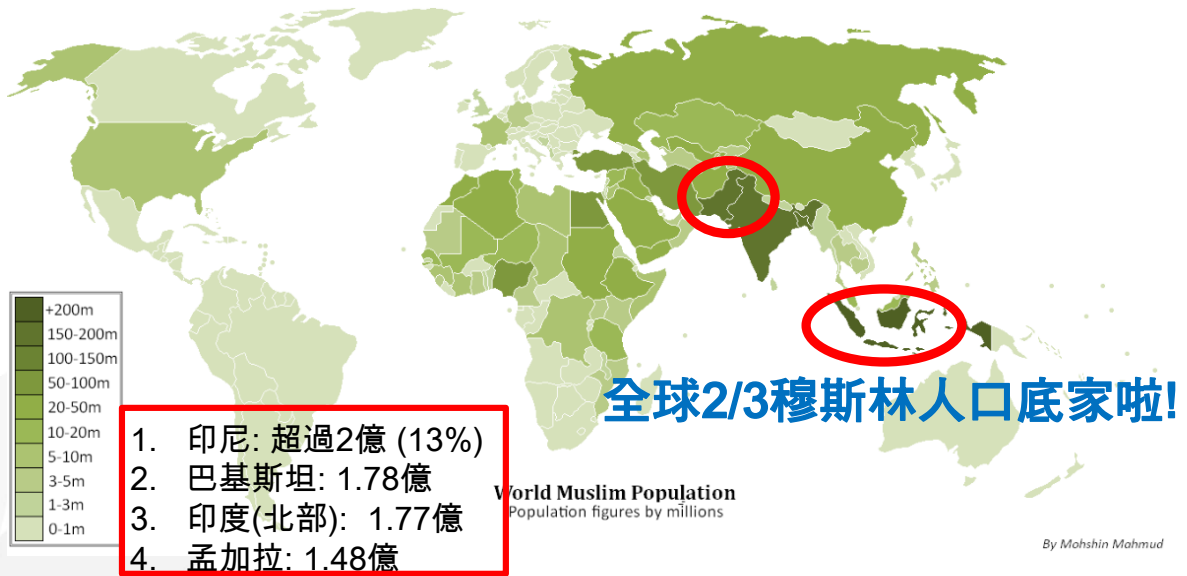 +200m
150-200m
100-150m
50-100m
20-50m
10-20m
5-10m
3-5m
1-3m
0-1m
全球2/3穆斯林人口底家啦!
1. 印尼: 超過2億 (13%)
2. 巴基斯坦: 1.78億
3. 印度(北部): 1.77億
4. 孟加拉: 1.48億
World Muslim Population
Population figures by millions
By Mohshin Mahmud